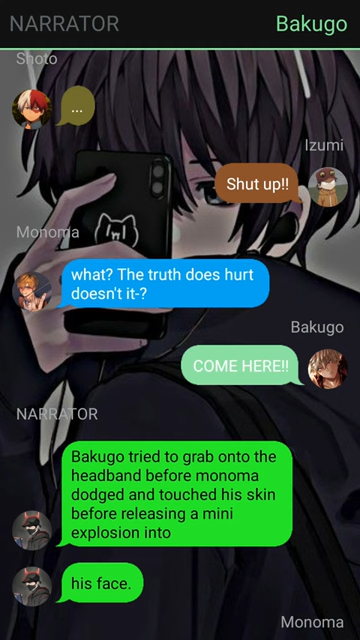 NARRATOR
Bakugo
Shoto
...
Izumi
Shut up!!
Monoma
what? The truth does hurt
doesn't it-?
Bakugo
COME HERE!!
NARRATOR
Bakugo tried to grab onto the
headband before monoma
dodged and touched his skin
before releasing a mini
explosion into
his face.
Monoma